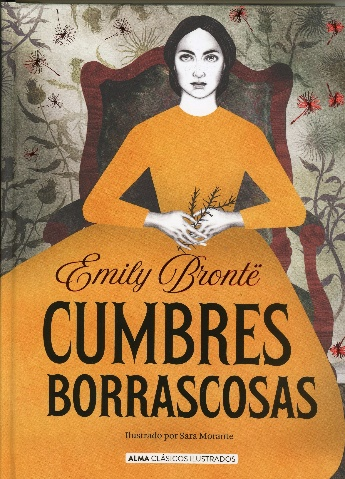 Emily Brontë
CUMBRES
BORRASCOSAS
Ilustrado por Sara Morante
ALMA CLÁSICOS ILUSTRADOS